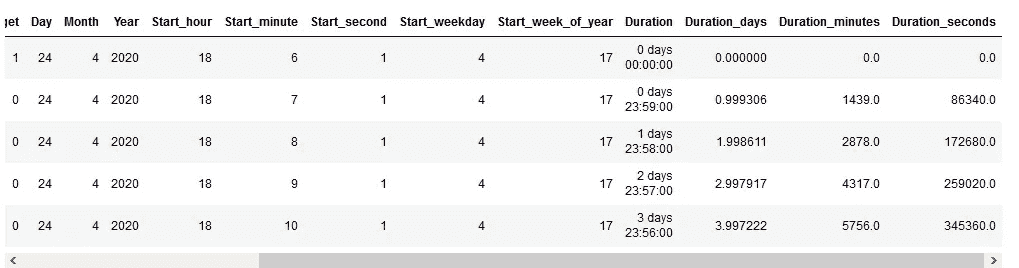 get Day Month Year Start_hour Start_minute Start_second Start_weekday Start_week_of_year Duration Duration_days Duration_minutes Duration_seconds
1 24 4 2020 18 6 1 4 17 0 days 00:00:00 0.000000 0.0 0.0
0 24 4 2020 18 7 1 4 17 0 days 23:59:00 0.999306 1439.0 86340.0
0 24 4 2020 18 8 1 4 17 1 days 23:58:00 1.998611 2878.0 172680.0
0 24 4 2020 18 9 1 4 17 2 days 23:57:00 2.997917 4317.0 259020.0
0 24 4 2020 18 10 1 4 17 3 days 23:56:00 3.997222 5756.0 345360.0